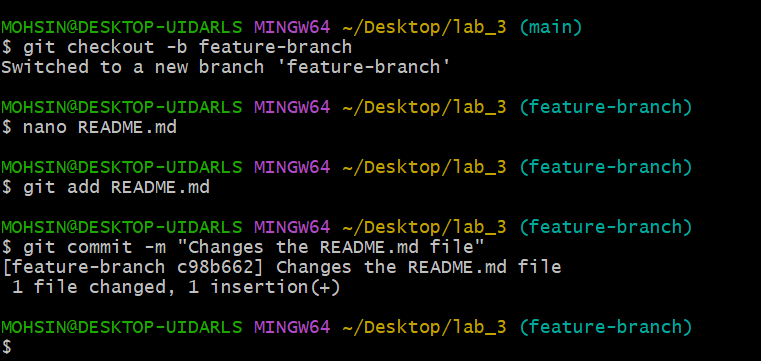 MOHSIN@DESKTOP-UIDARLS MINGW64 ~/Desktop/lab_3 (main)
$ git checkout -b feature-branch
Switched to a new branch 'feature-branch'
MOHSIN@DESKTOP-UIDARLS MINGW64 ~/Desktop/lab_3 (feature-branch)
$ nano README.md
MOHSIN@DESKTOP-UIDARLS MINGW64 ~/Desktop/lab_3 (feature-branch)
$ git add README.md
MOHSIN@DESKTOP-UIDARLS MINGW64 ~/Desktop/lab_3 (feature-branch)
$ git commit -m "Changes the README.md file"
[feature-branch c98b662] Changes the README.md file
 1 file changed, 1 insertion(+)
MOHSIN@DESKTOP-UIDARLS MINGW64 ~/Desktop/lab_3 (feature-branch)
$